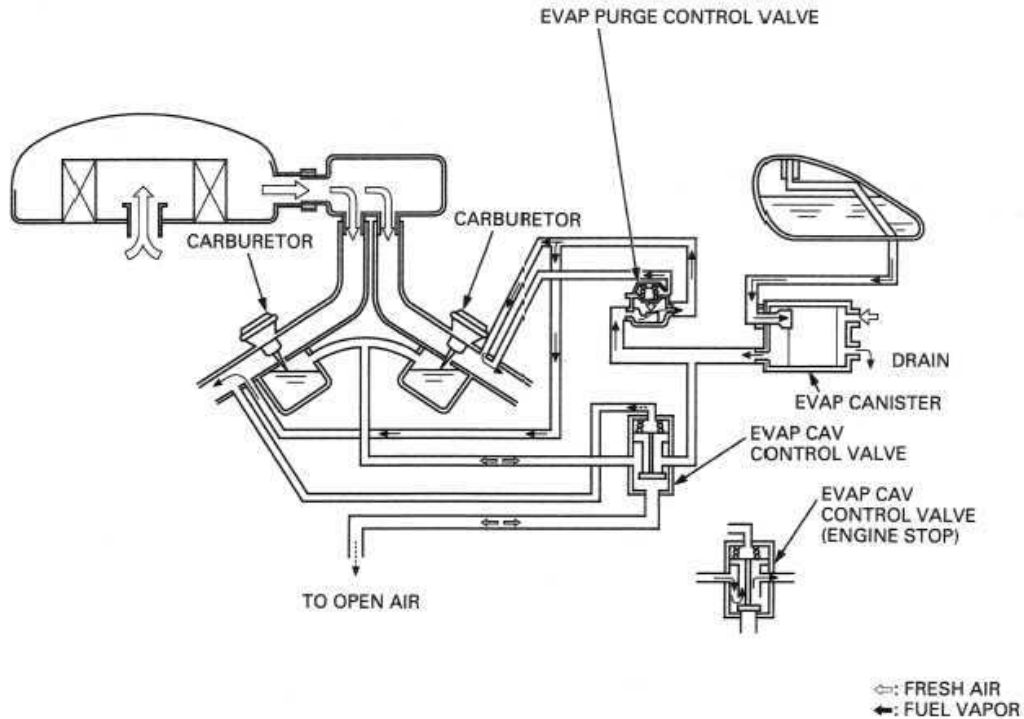 EVAP PURGE CONTROL VALVE
CARBURETOR
CARBURETOR
DRAIN
EVAP CANISTER
EVAP CAV
CONTROL VALVE
EVAP CAV
CONTROL VALVE
(ENGINE STOP)
TO OPEN AIR
: FRESH AIR
: FUEL VAPOR